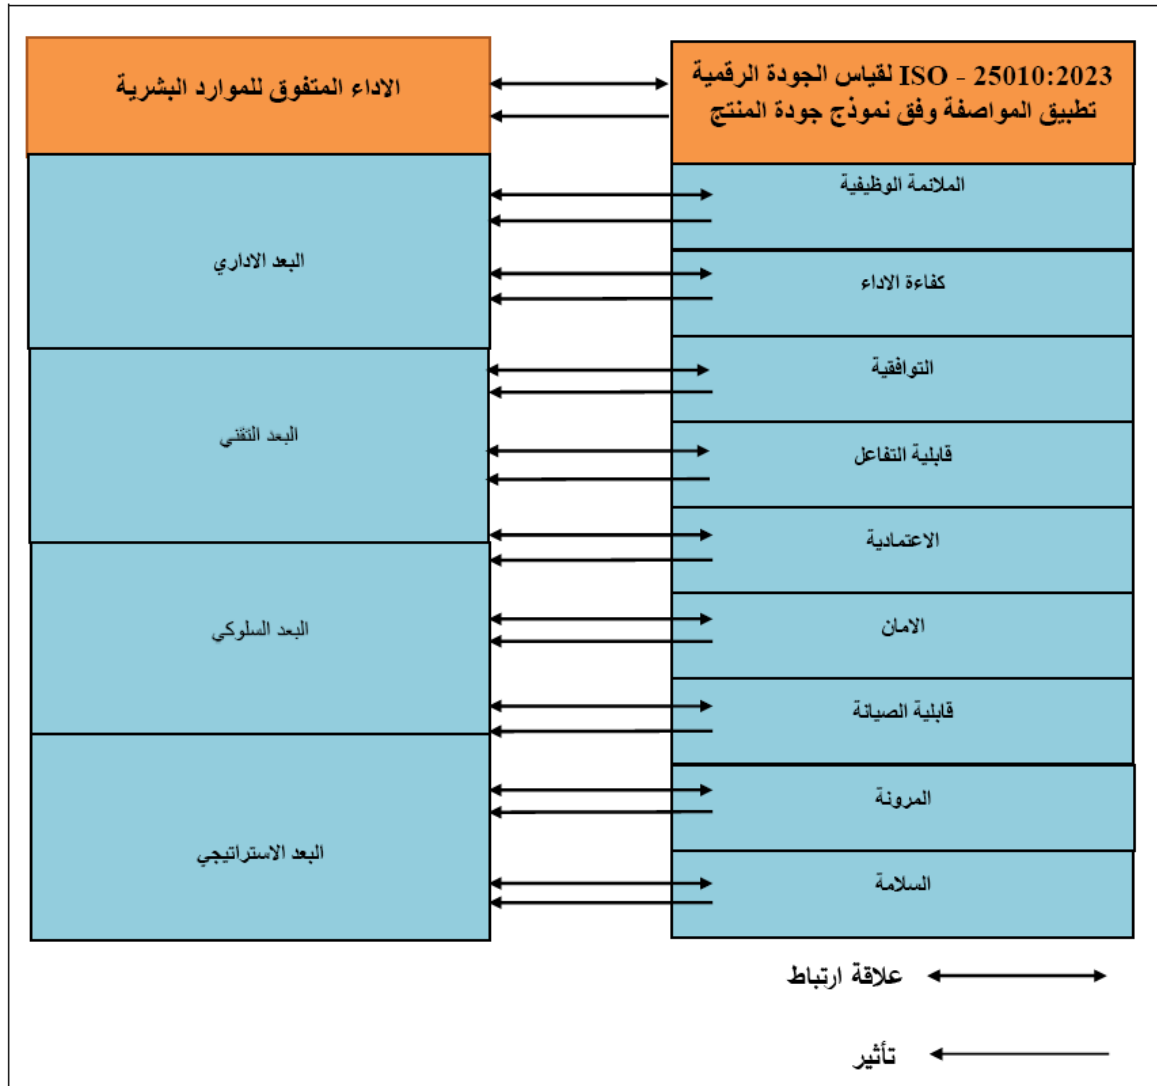 ISO - 25010:2023 لقياس الجودة الرقمية
تطبيق المواصفة وفق نموذج جودة المنتج
الملائمة الوظيفية
كفاءة الاداء
التوافقية
قابلية التفاعل
الاعتمادية
الامان
قابلية الصيانة
المرونة
السلامة
الاداء المتفوق للموارد البشرية
البعد الاداري
البعد التقني
البعد السلوكي
البعد الاستراتيجي
علاقة ارتباط
تأثير